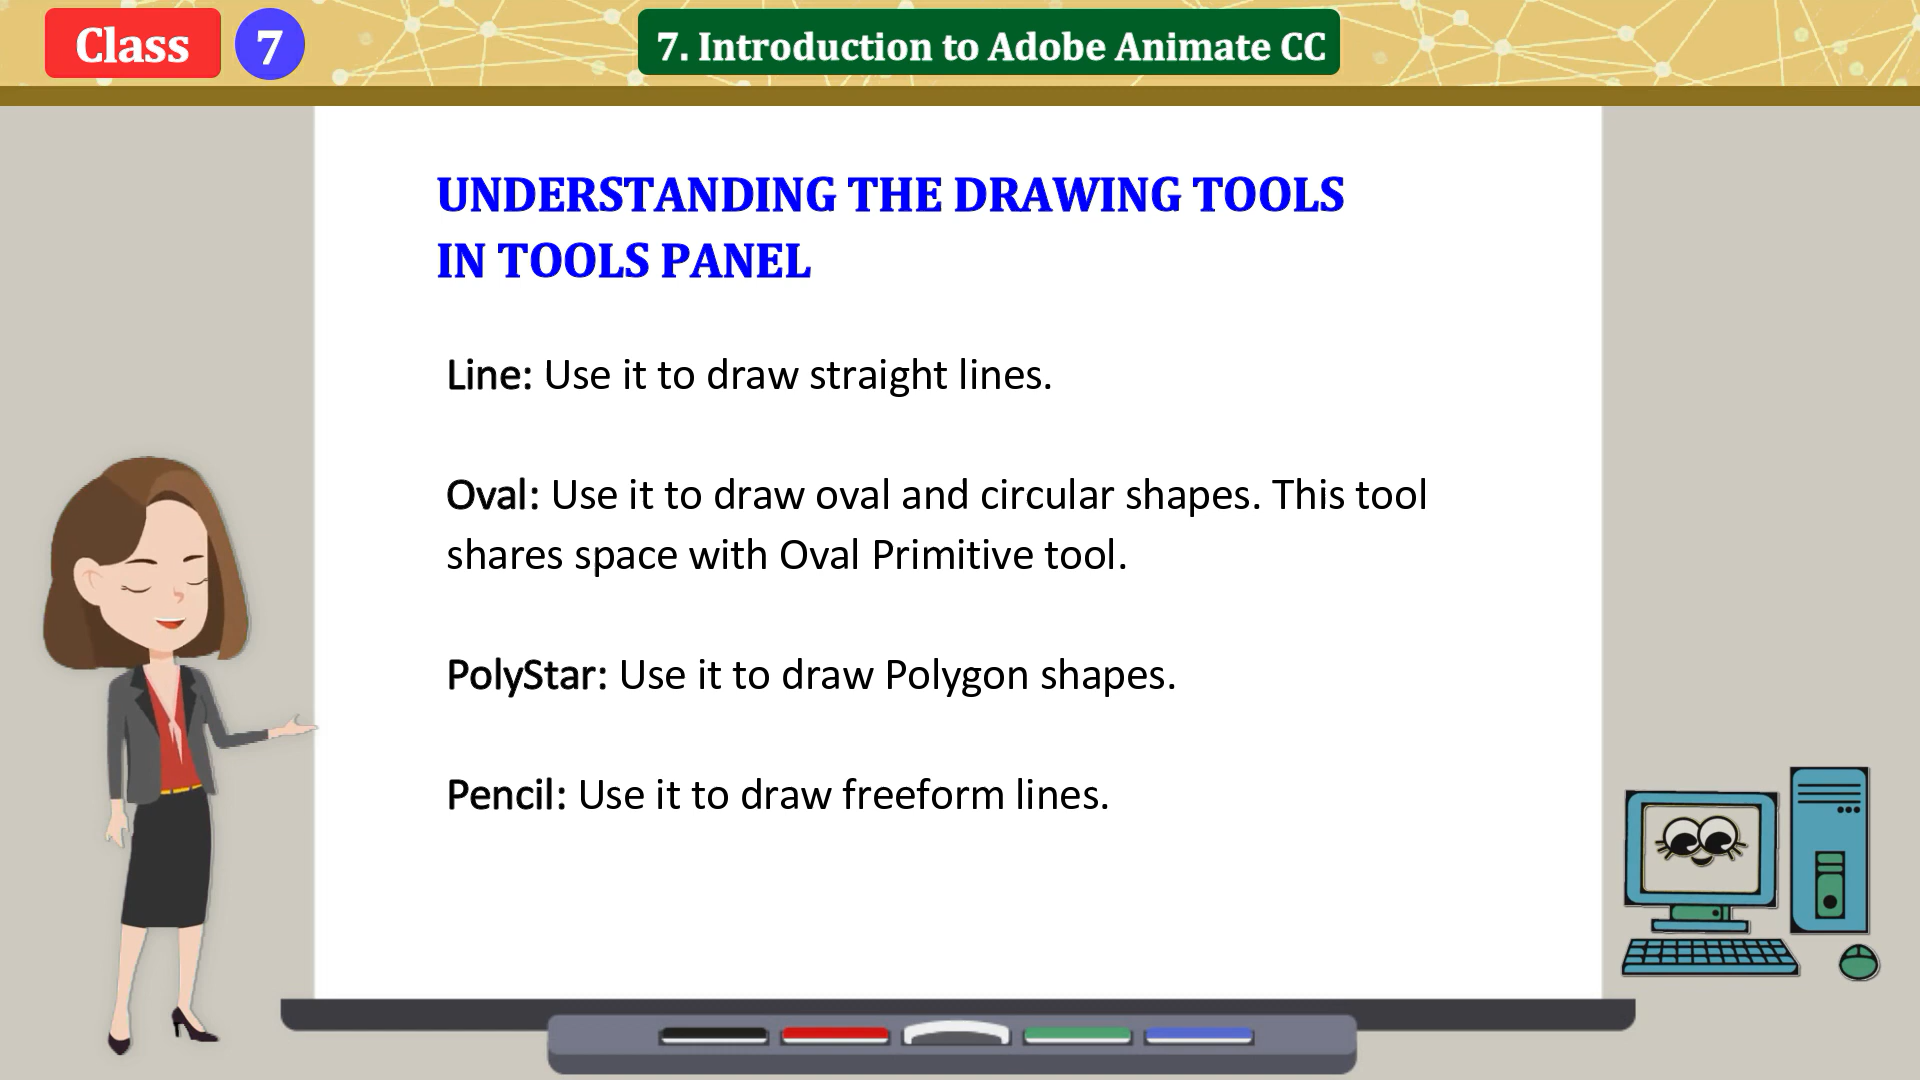 Class 7
7. Introduction to Adobe Animate CC
UNDERSTANDING THE DRAWING TOOLS
IN TOOLS PANEL
Line: Use it to draw straight lines.
Oval: Use it to draw oval and circular shapes. This tool
shares space with Oval Primitive tool.
PolyStar: Use it to draw Polygon shapes.
Pencil: Use it to draw freeform lines.